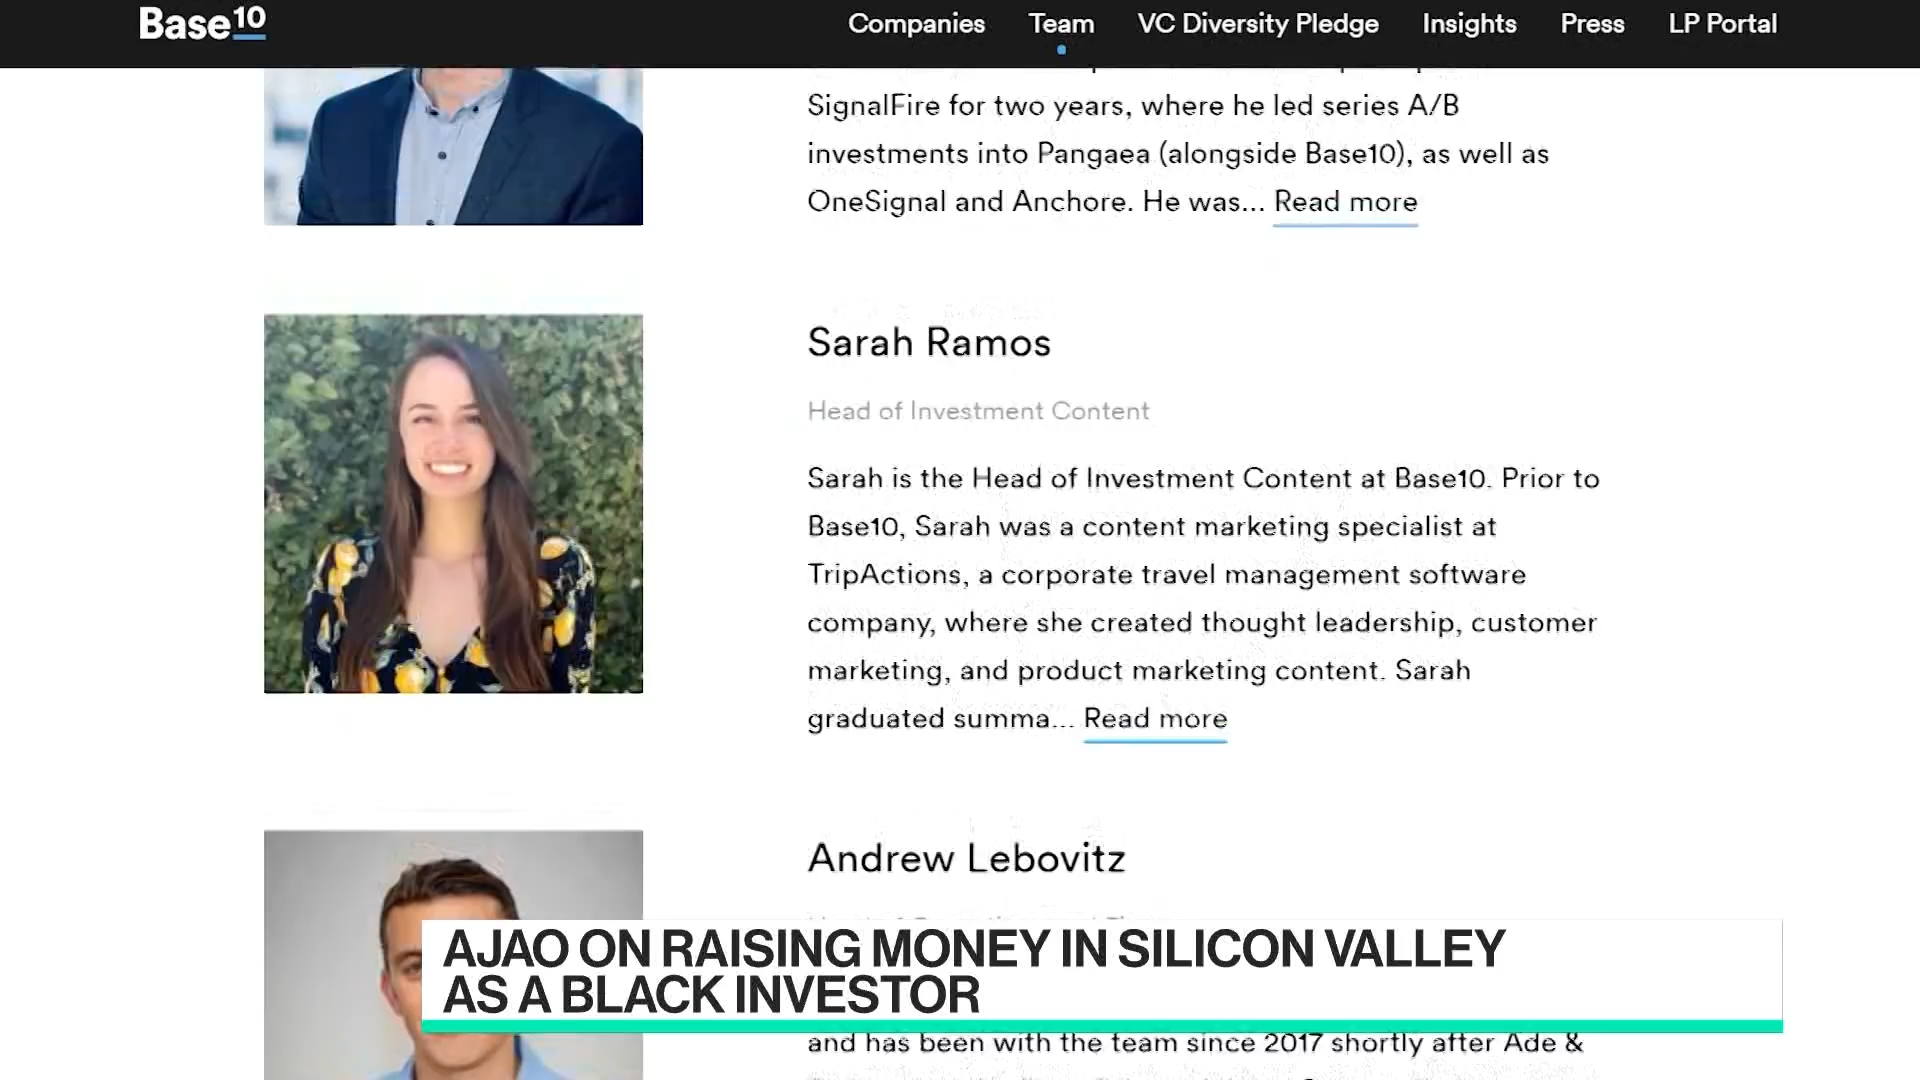 Base10
Companies Team VC Diversity Pledge Insights Press LP Portal
SignalFire for two years, where he led series A/B
investments into Pangaea (alongside Base10), as well as
OneSignal and Anchore. He was... Read more
Sarah Ramos
Head of Investment Content
Sarah is the Head of Investment Content at Base10. Prior to
Base10, Sarah was a content marketing specialist at
TripActions, a corporate travel management software
company, where she created thought leadership, customer
marketing, and product marketing content. Sarah
graduated summa... Read more
Andrew Lebovitz
AJAO ON RAISING MONEY IN SILICON VALLEY
AS A BLACK INVESTOR
and has been with the team since 2017 shortly after Ade &